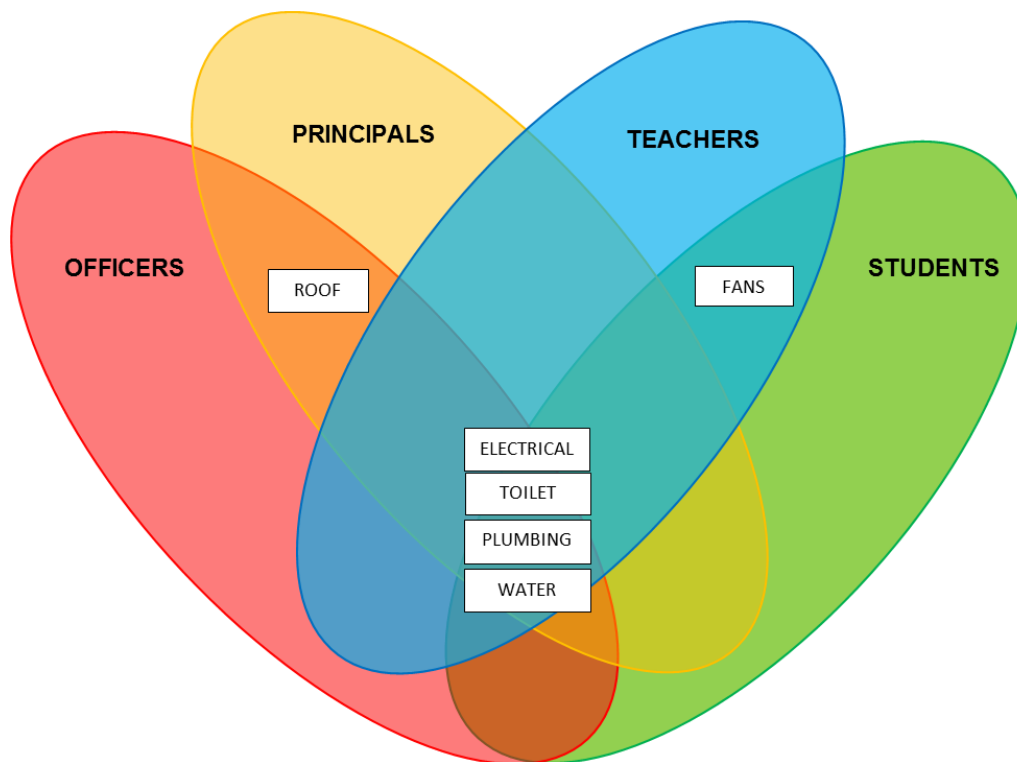 PRINCIPALS
TEACHERS
OFFICERS
STUDENTS
ROOF
FANS
ELECTRICAL
TOILET
PLUMBING
WATER